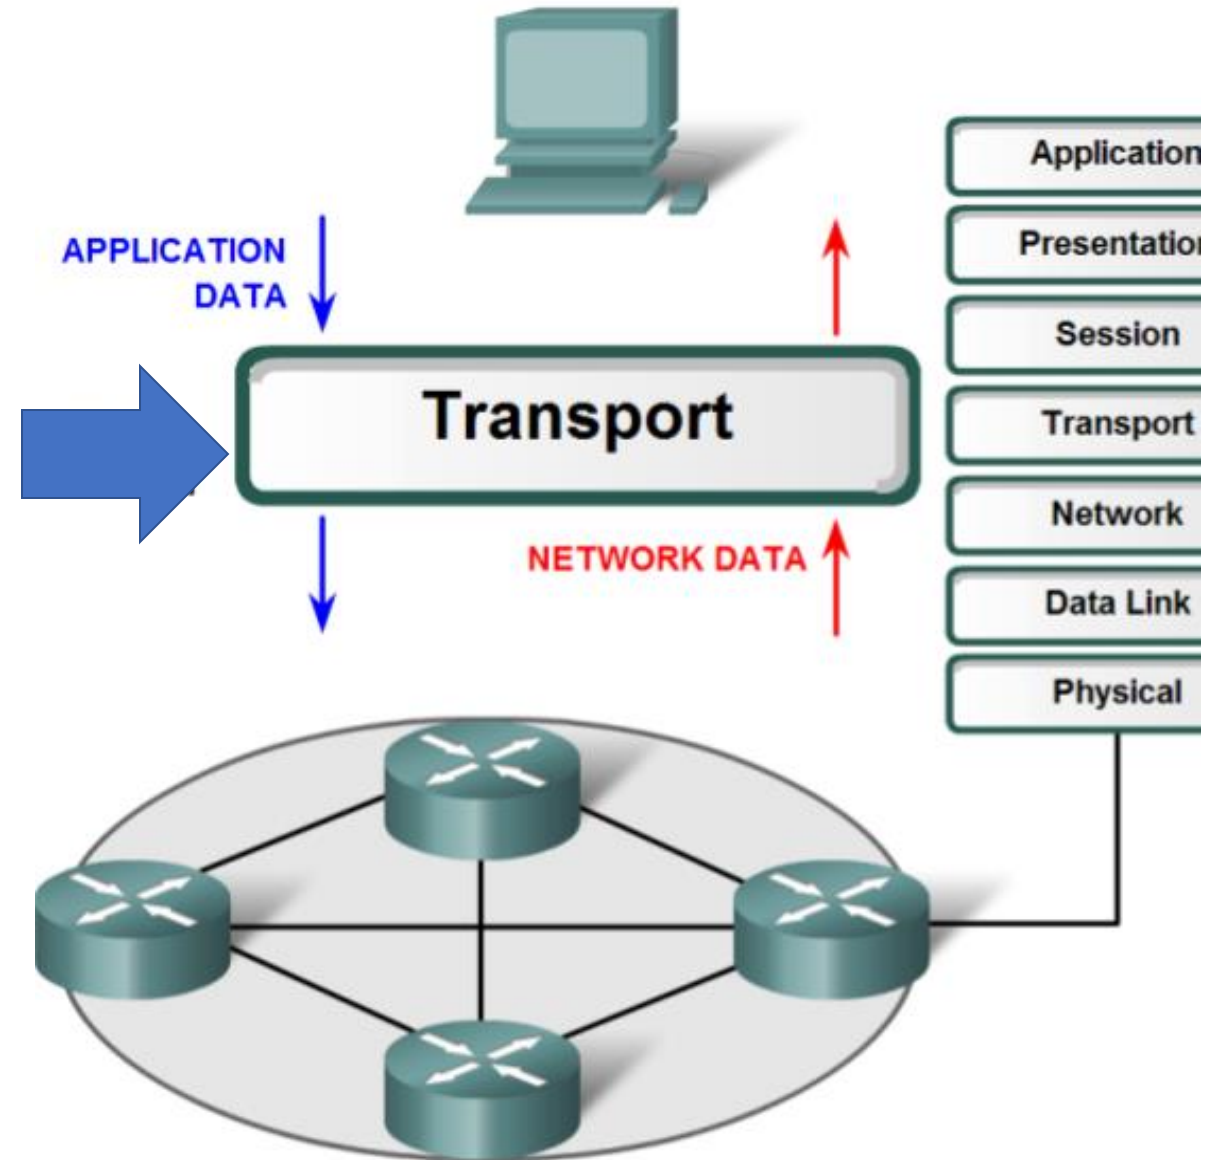 APPLICATION
DATA
Transport
NETWORK DATA
Application
Presentation
Session
Transport
Network
Data Link
Physical